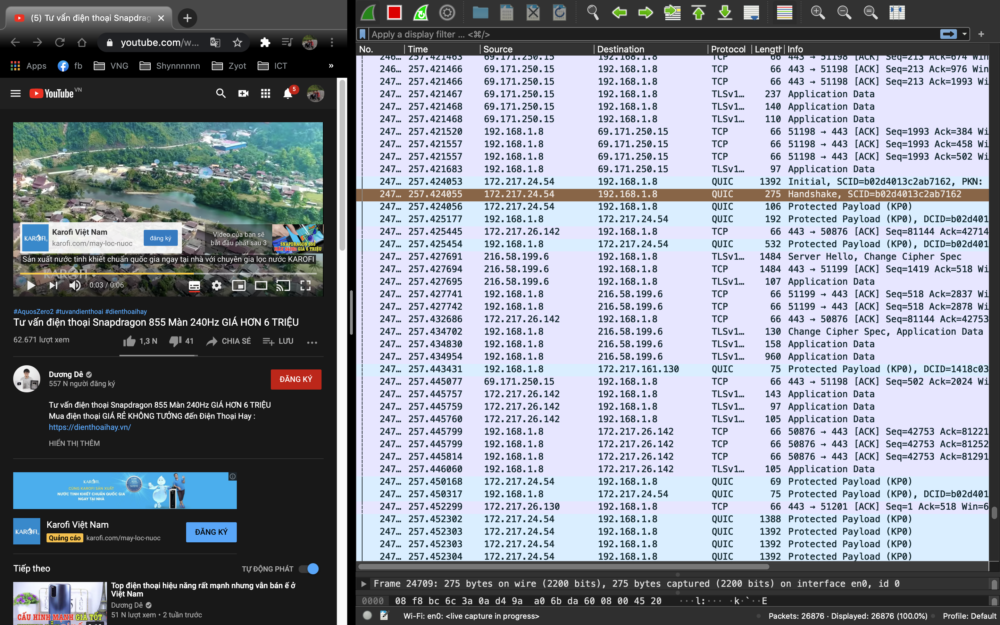 (5) Tư vấn điện thoại Snapdrag
youtube.com/w...
Apps fb VNG Shynnnnnn Zyot ICT »
YouTube VN
5
KAROFI
Karofi Việt Nam
karofi.com/may-loc-nuoc
đăng ký
Video của bạn sẽ
bắt đầu phát sau 3
SNAPDRAGON 855
MÀN 240Hz GIÁ 6 TRIỆU
Sản xuất nước tinh khiết chuẩn quốc gia ngay tại nhà với chuyên gia lọc nước KAROFI
KAROFI
0:03 / 0:06
#AquosZero2 #tuvandienthoai #dienthoaihay
Tư vấn điện thoại Snapdragon 855 Màn 240Hz GIÁ HƠN 6 TRIỆU
62.671 lượt xem
1,3 N 41 CHIA SẺ LƯU
Dương Dê
557 N người đăng ký
ĐĂNG KÝ
Tư vấn điện thoại Snapdragon 855 Màn 240Hz GIÁ HƠN 6 TRIỆU
Mua điện thoại GIÁ RẺ KHÔNG TƯỞNG đến Điện Thoại Hay :
https://dienthoaihay.vn/
HIỂN THỊ THÊM
KAROFI
CÙNG KAROFI SẢN XUẤT
NƯỚC TINH KHIẾT CHUẨN QUỐC GIA
NGAY TẠI NHÀ
KAROFI
Karofi Việt Nam
Quảng cáo karofi.com/may-loc-nuoc
ĐĂNG KÝ
Tiếp theo
TỰ ĐỘNG PHÁT
CẤU HÌNH MẠNH GIÁ TỐT
Top điện thoại hiệu năng rất mạnh nhưng vẫn bán ế ở
Việt Nam
Dương Dê
51 N lượt xem • 2 tuần trước
Apply a display filter ... <⌘/>
No. Time Source Destination Protocol Length Info
246… 257.421463 69.171.250.15 192.168.1.8 TCP 66 443 → 51198 [ACK] Seq=213 Ack=674 Win
246… 257.421466 69.171.250.15 192.168.1.8 TCP 66 443 → 51198 [ACK] Seq=213 Ack=976 Win
247… 257.421466 69.171.250.15 192.168.1.8 TCP 66 443 → 51198 [ACK] Seq=213 Ack=1993 Wi
247… 257.421467 69.171.250.15 192.168.1.8 TLSv1… 237 Application Data
247… 257.421468 69.171.250.15 192.168.1.8 TLSv1… 140 Application Data
247… 257.421468 69.171.250.15 192.168.1.8 TLSv1… 110 Application Data
247… 257.421520 192.168.1.8 69.171.250.15 TCP 66 51198 → 443 [ACK] Seq=1993 Ack=384 Wi
247… 257.421557 192.168.1.8 69.171.250.15 TCP 66 51198 → 443 [ACK] Seq=1993 Ack=458 Wi
247… 257.421557 192.168.1.8 69.171.250.15 TCP 66 51198 → 443 [ACK] Seq=1993 Ack=502 Wi
247… 257.421683 192.168.1.8 69.171.250.15 TLSv1… 97 Application Data
247… 257.424053 172.217.24.54 192.168.1.8 QUIC 1392 Initial, SCID=b02d4013c2ab7162, PKN:
247… 257.424055 172.217.24.54 192.168.1.8 QUIC 275 Handshake, SCID=b02d4013c2ab7162
247… 257.424056 172.217.24.54 192.168.1.8 QUIC 106 Protected Payload (KP0)
247… 257.425177 192.168.1.8 172.217.24.54 QUIC 192 Protected Payload (KP0), DCID=b02d401
247… 257.425445 172.217.26.142 192.168.1.8 TCP 66 443 → 50876 [ACK] Seq=81144 Ack=42714
247… 257.425454 192.168.1.8 172.217.24.54 QUIC 532 Protected Payload (KP0), DCID=b02d401
247… 257.427691 216.58.199.6 192.168.1.8 TLSv1… 1484 Server Hello, Change Cipher Spec
247… 257.427694 216.58.199.6 192.168.1.8 TCP 1484 443 → 51199 [ACK] Seq=1419 Ack=518 Wi
247… 257.427695 216.58.199.6 192.168.1.8 TLSv1… 107 Application Data
247… 257.427741 192.168.1.8 216.58.199.6 TCP 66 51199 → 443 [ACK] Seq=518 Ack=2837 Wi
247… 257.427742 192.168.1.8 216.58.199.6 TCP 66 51199 → 443 [ACK] Seq=518 Ack=2878 Wi
247… 257.432686 172.217.26.142 192.168.1.8 TCP 66 443 → 50876 [ACK] Seq=81144 Ack=42753
247… 257.434702 192.168.1.8 216.58.199.6 TLSv1… 130 Change Cipher Spec, Application Data
247… 257.434830 192.168.1.8 216.58.199.6 TLSv1… 158 Application Data
247… 257.434954 192.168.1.8 216.58.199.6 TLSv1… 960 Application Data
247… 257.443431 192.168.1.8 172.217.161.130 QUIC 75 Protected Payload (KP0), DCID=1418c03
247… 257.445077 69.171.250.15 192.168.1.8 TCP 66 443 → 51198 [ACK] Seq=502 Ack=2024 Wi
247… 257.445757 172.217.26.142 192.168.1.8 TLSv1… 143 Application Data
247… 257.445759 172.217.26.142 192.168.1.8 TLSv1… 97 Application Data
247… 257.445760 172.217.26.142 192.168.1.8 TLSv1… 105 Application Data
247… 257.445799 192.168.1.8 172.217.26.142 TCP 66 50876 → 443 [ACK] Seq=42753 Ack=81221
247… 257.445799 192.168.1.8 172.217.26.142 TCP 66 50876 → 443 [ACK] Seq=42753 Ack=81252
247… 257.445814 192.168.1.8 172.217.26.142 TCP 66 50876 → 443 [ACK] Seq=42753 Ack=81291
247… 257.446060 192.168.1.8 172.217.26.142 TLSv1… 105 Application Data
247… 257.450168 172.217.24.54 192.168.1.8 QUIC 69 Protected Payload (KP0)
247… 257.450317 192.168.1.8 172.217.24.54 QUIC 75 Protected Payload (KP0), DCID=b02d401
247… 257.452299 172.217.26.130 192.168.1.8 TCP 66 443 → 51201 [ACK] Seq=1 Ack=518 Win=6
247… 257.452302 172.217.24.54 192.168.1.8 QUIC 1388 Protected Payload (KP0)
247… 257.452303 172.217.24.54 192.168.1.8 QUIC 1392 Protected Payload (KP0)
247… 257.452303 172.217.24.54 192.168.1.8 QUIC 1392 Protected Payload (KP0)
247… 257.452304 172.217.24.54 192.168.1.8 QUIC 1392 Protected Payload (KP0)
Frame 24709: 275 bytes on wire (2200 bits), 275 bytes captured (2200 bits) on interface en0, id 0
0000 08 f8 bc 6c 3a 0a d4 9a a0 6b da 60 08 00 45 20 ···l:··· ·k·`··E
Wi-Fi: en0: <live capture in progress>
Packets: 26876 · Displayed: 26876 (100.0%)
Profile: Default